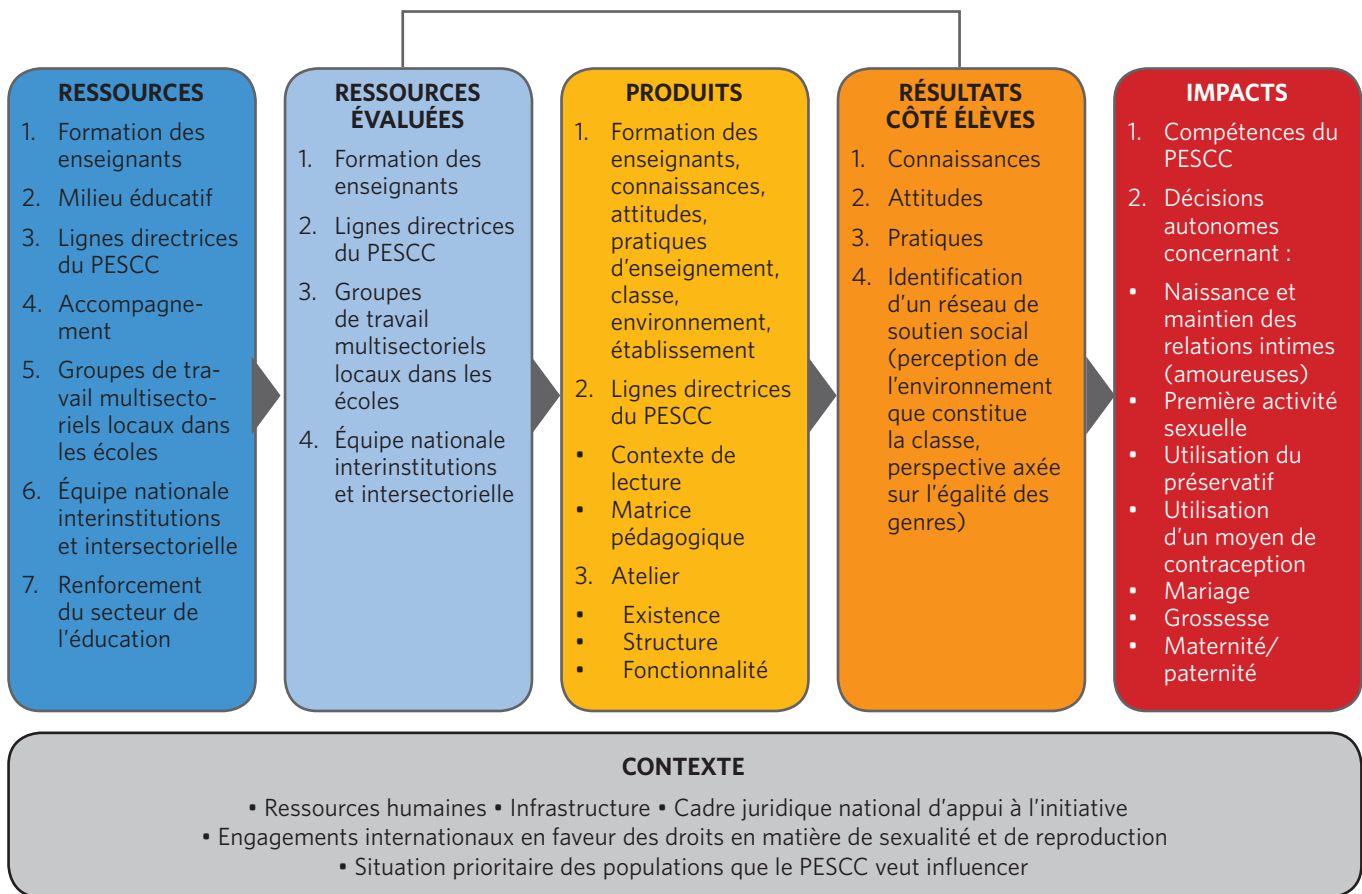 RESSOURCES
1. Formation des
enseignants
2. Milieu éducatif
3. Lignes directrices
du PESCC
4. Accompagne-
ment
5. Groupes de tra-
vail multisecto-
riels locaux dans
les écoles
6. Équipe nationale
interinstitutions
et intersectorielle
7. Renforcement
du secteur de
l'éducation
RESSOURCES
ÉVALUÉES
1. Formation des
enseignants
2. Lignes directrices
du PESCC
3. Groupes
de travail
multisectoriels
locaux dans les
écoles
4. Équipe nationale
interinstitutions
et intersectorielle
PRODUITS
1. Formation des
enseignants,
connaissances,
attitudes,
pratiques
d'enseignement,
classe,
environnement,
établissement
2. Lignes directrices
du PESCC
• Contexte de
lecture
• Matrice
pédagogique
3. Atelier
• Existence
• Structure
• Fonctionnalité
RÉSULTATS
CÔTÉ ÉLÈVES
1. Connaissances
2. Attitudes
3. Pratiques
4. Identification
d'un réseau de
soutien social
(perception de
l'environnement
que constitue
la classe,
perspective axée
sur l'égalité des
genres)
IMPACTS
1. Compétences du
PESCC
2. Décisions
autonomes
concernant :
• Naissance et
maintien des
relations intimes
(amoureuses)
• Première activité
sexuelle
• Utilisation du
préservatif
• Utilisation
d'un moyen de
contraception
• Mariage
• Grossesse
• Maternité/
paternité
CONTEXTE
• Ressources humaines • Infrastructure • Cadre juridique national d'appui à l'initiative
• Engagements internationaux en faveur des droits en matière de sexualité et de reproduction
• Situation prioritaire des populations que le PESCC veut influencer